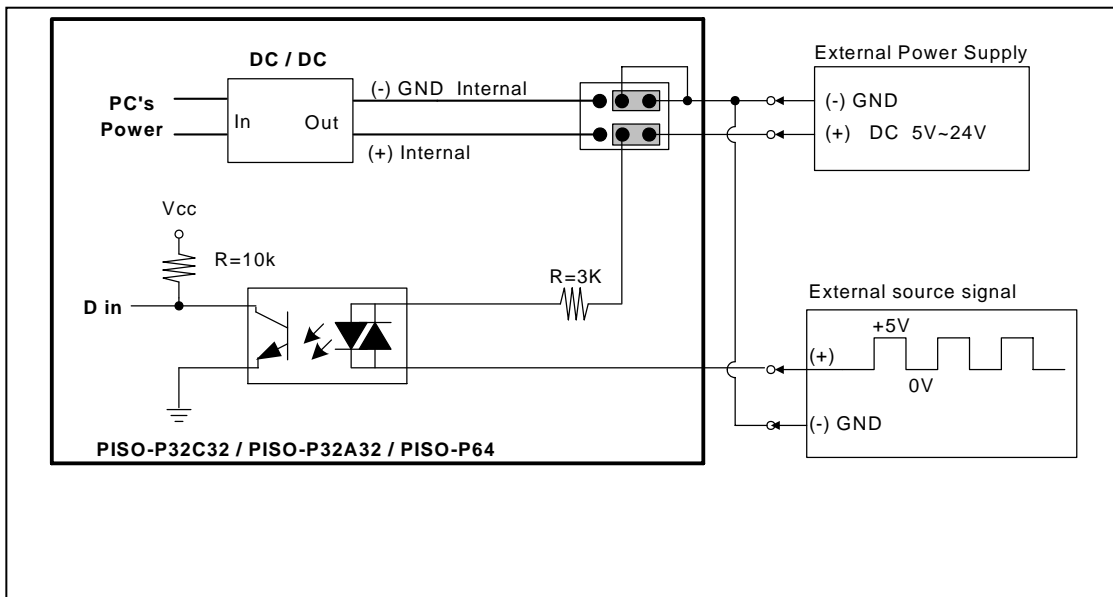 DC / DC
External Power Supply
PC's
Power
In
Out
(-) GND Internal
(+) Internal
(-) GND
(+) DC 5V~24V
Vcc
R=10k
D in
R=3K
External source signal
+5V
(+)
0V
(-) GND
PISO-P32C32 / PISO-P32A32 / PISO-P64